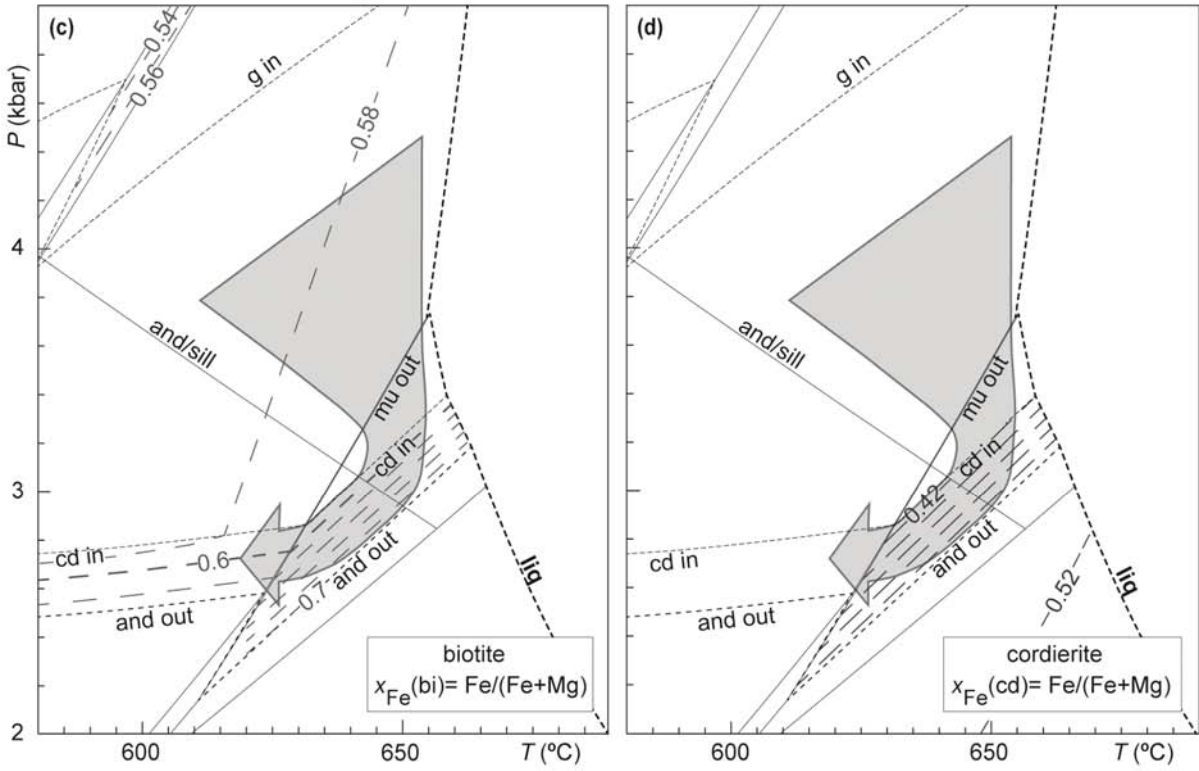 (c)
0.54
0.56
g in
0.58
P (kbar)
4
and/sill
mu out
cd in
3
cd in
0.6
and out
0.7
and out
liq
biotite
xFe(bi)= Fe/(Fe+Mg)
2
600
650
T (ºC)
(d)
g in
and/sill
mu out
cd in
0.42
cd in
and out
and out
liq
0.52
cordierite
xFe(cd)= Fe/(Fe+Mg)
600
650
T (ºC)